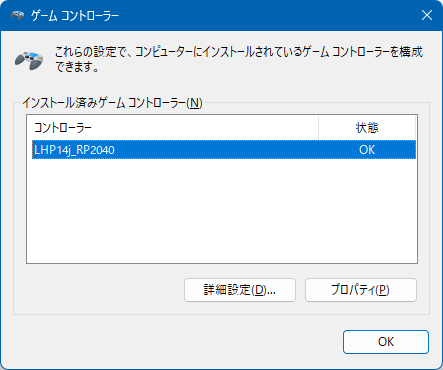 ゲーム コントローラー
これらの設定で、コンピューターにインストールされているゲーム コントローラーを構成
できます。
インストール済みゲーム コントローラー(N)
コントローラー 状態
LHP14j_RP2040 OK
詳細設定(D)... プロパティ(P)
OK